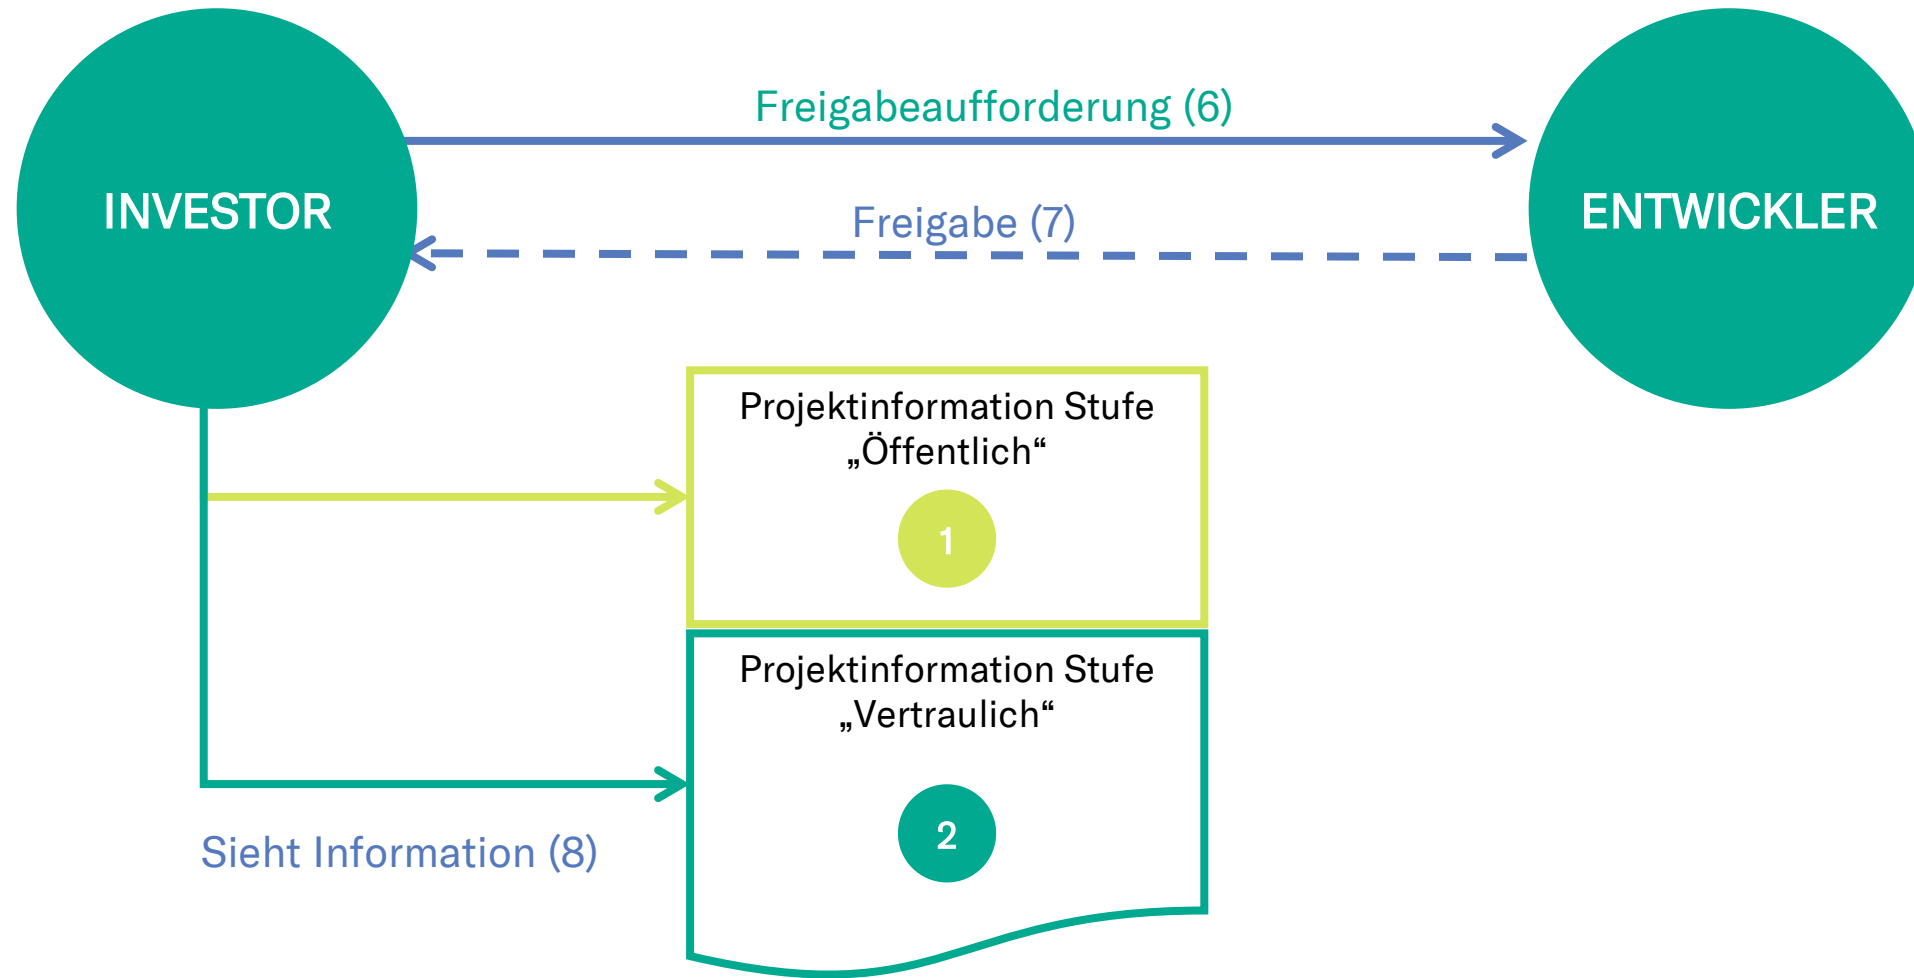 Freigabeaufforderung (6)
INVESTOR
ENTWICKLER
Freigabe (7)
Projektinformation Stufe
„Öffentlich“
1
Projektinformation Stufe
„Vertraulich“
2
Sieht Information (8)